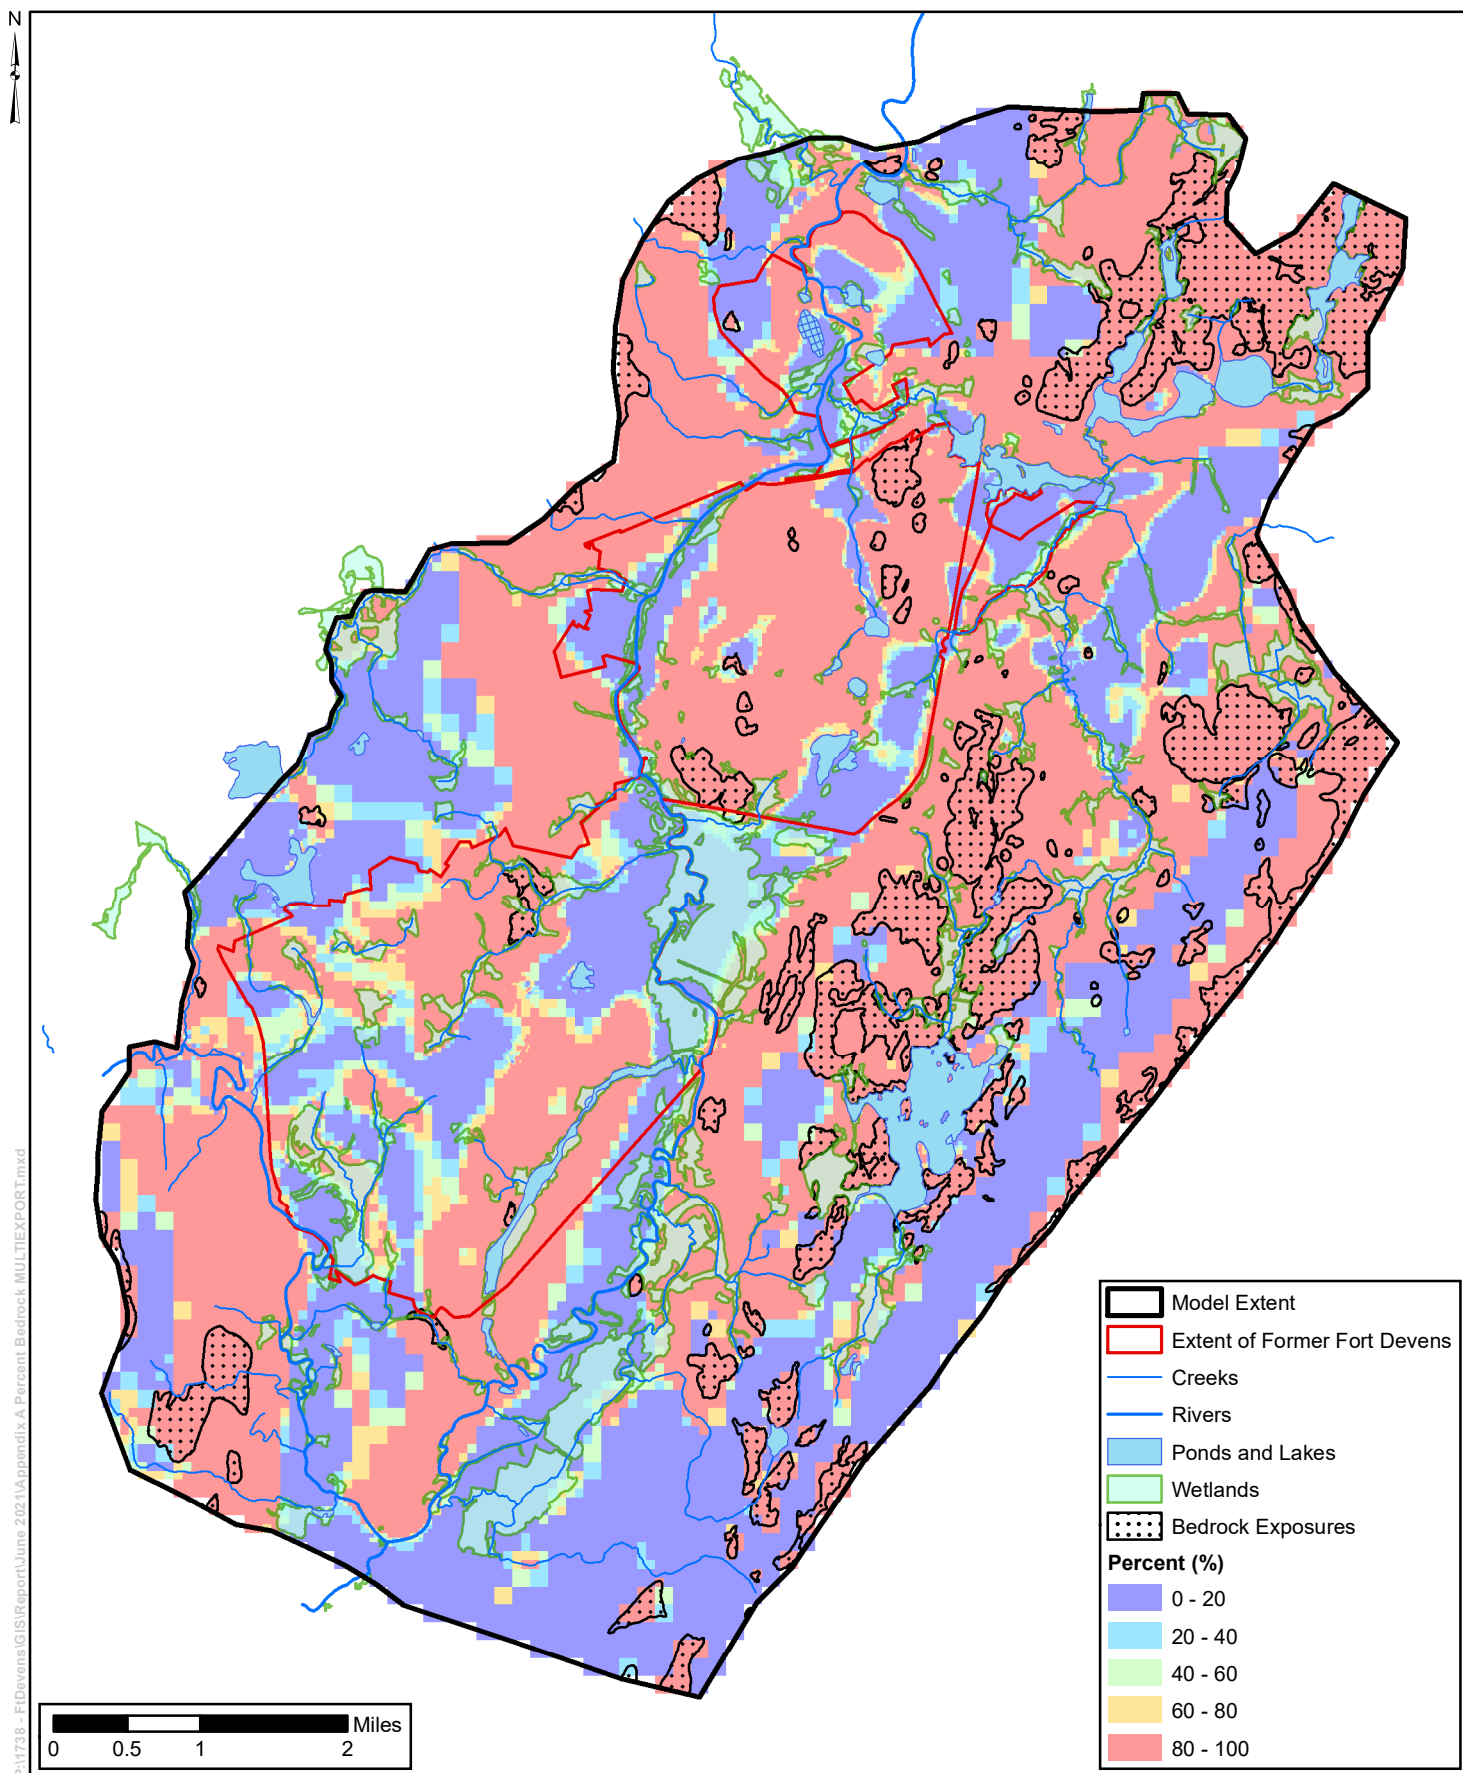 N
Model Extent
Extent of Former Fort Devens
Creeks
Rivers
Ponds and Lakes
Wetlands
Bedrock Exposures
Percent (%)
0 - 20
20 - 40
40 - 60
60 - 80
80 - 100
Miles
0 0.5 1 2
P:\1738 - FtDevens\GIS\Report\June 2021\Appendix A Percent Bedrock MULTIEXPORT.mxd